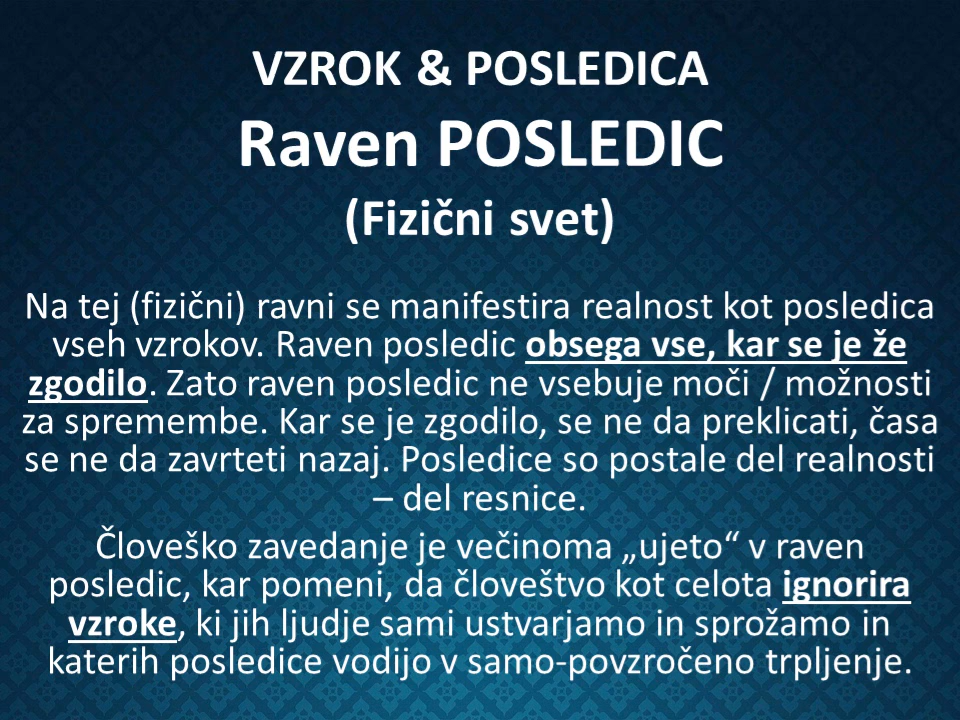 VZROK & POSLEDICA
Raven POSLEDIC
(Fizični svet)
Na tej (fizični) ravni se manifestira realnost kot posledica
vseh vzrokov. Raven posledic obsega vse, kar se je že
zgodilo. Zato raven posledic ne vsebuje moči / možnosti
za spremembe. Kar se je zgodilo, se ne da preklicati, časa
se ne da zavrteti nazaj. Posledice so postale del realnosti
– del resnice.
Človeško zavedanje je večinoma „ujeto“ v raven
posledic, kar pomeni, da človeštvo kot celota ignorira
vzroke, ki jih ljudje sami ustvarjamo in sprožamo in
katerih posledice vodijo v samo-povzročeno trpljenje.